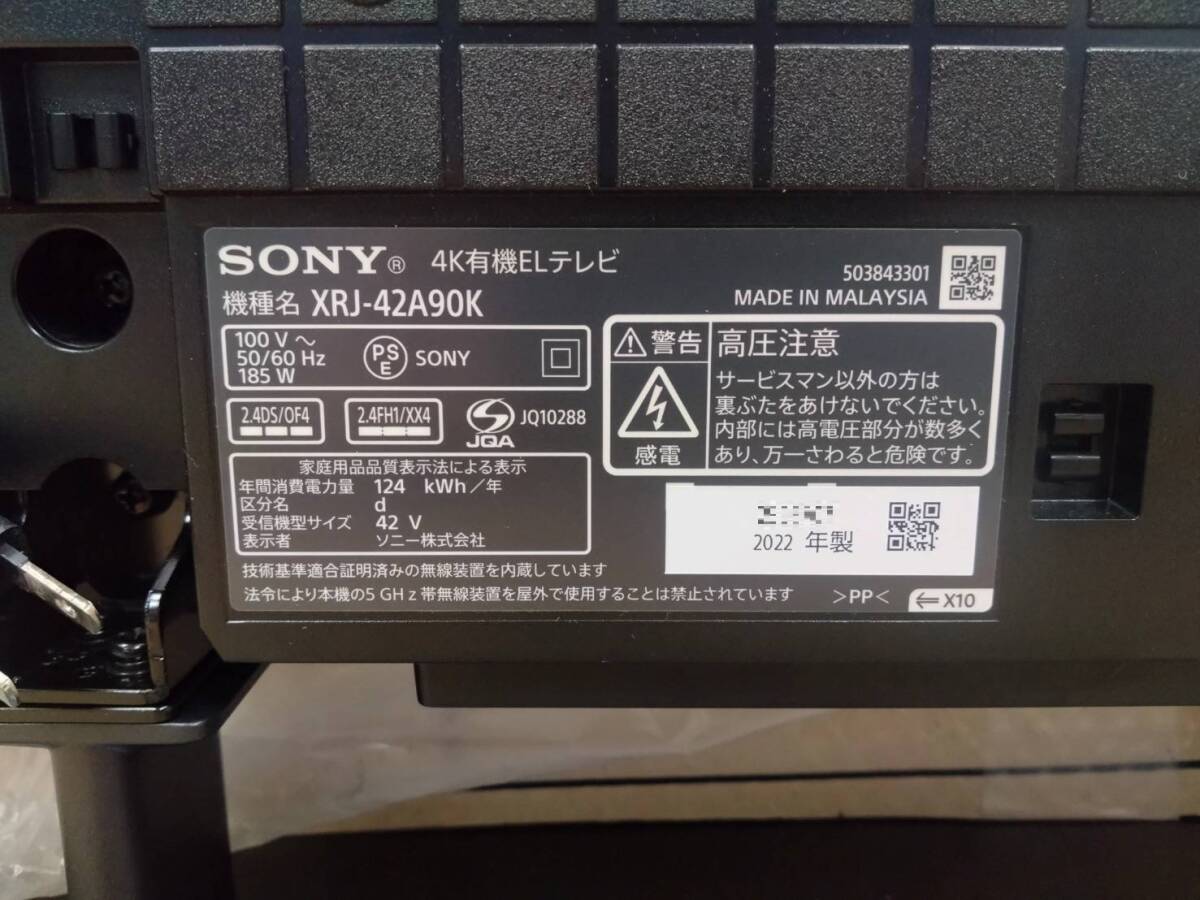 SONY® 4K有機ELテレビ
機種名 XRJ-42A90K
503843301
MADE IN MALAYSIA
100 V ～
50/60 Hz
185 W
PSE SONY
2.4DS/OF4
2.4FH1/XX4
JQA JQ10288
家庭用品品質表示法による表示
年間消費電力量 124 kWh/年
区分名 d
受信機型サイズ 42 V
表示者 ソニー株式会社
警告 高圧注意
感電
サービスマン以外の方は
裏ぶたをあけないでください。
内部には高電圧部分が数多く
あり、万一さわると危険です。
2022 年製
技術基準適合証明済みの無線装置を内蔵しています
法令により本機の5 GHz帯無線装置を屋外で使用することは禁止されています >PP< ⇐X10